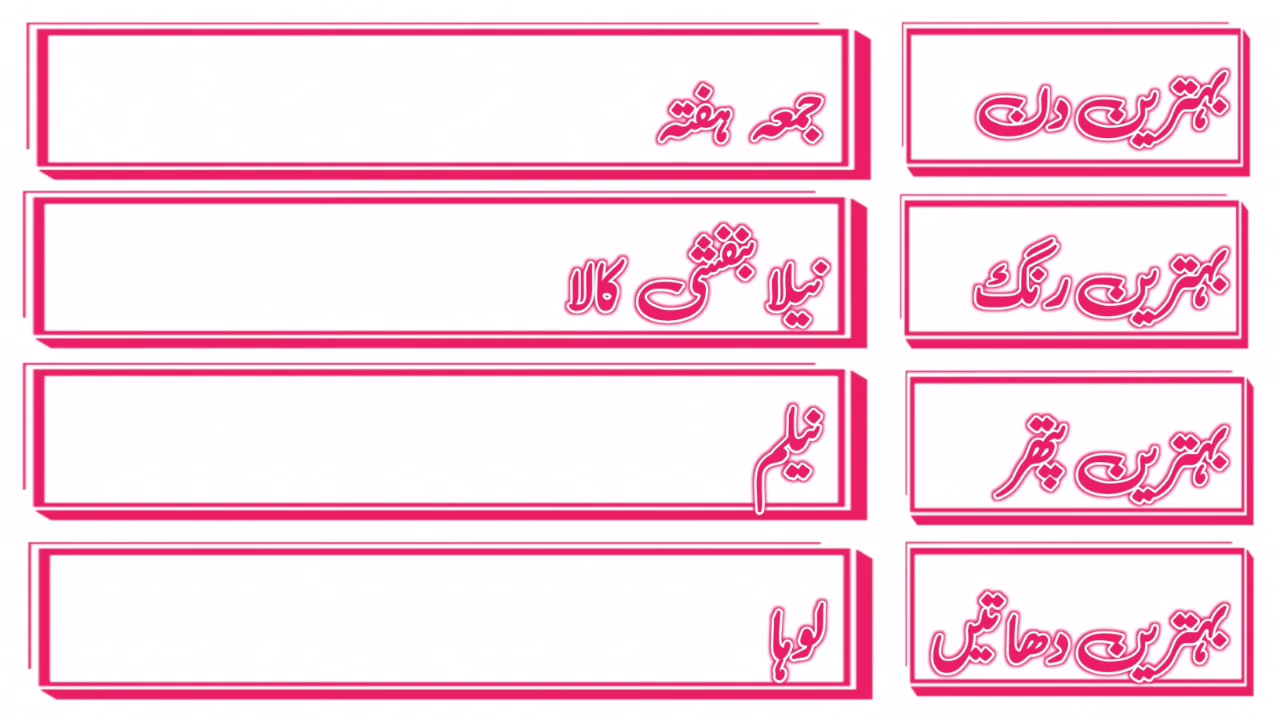 بہترین دن جمعہ ہفتہ
بہترین رنگ نیلا بنفشی کالا
بہترین پتھر نیلم
بہترین دھاتیں لوہا